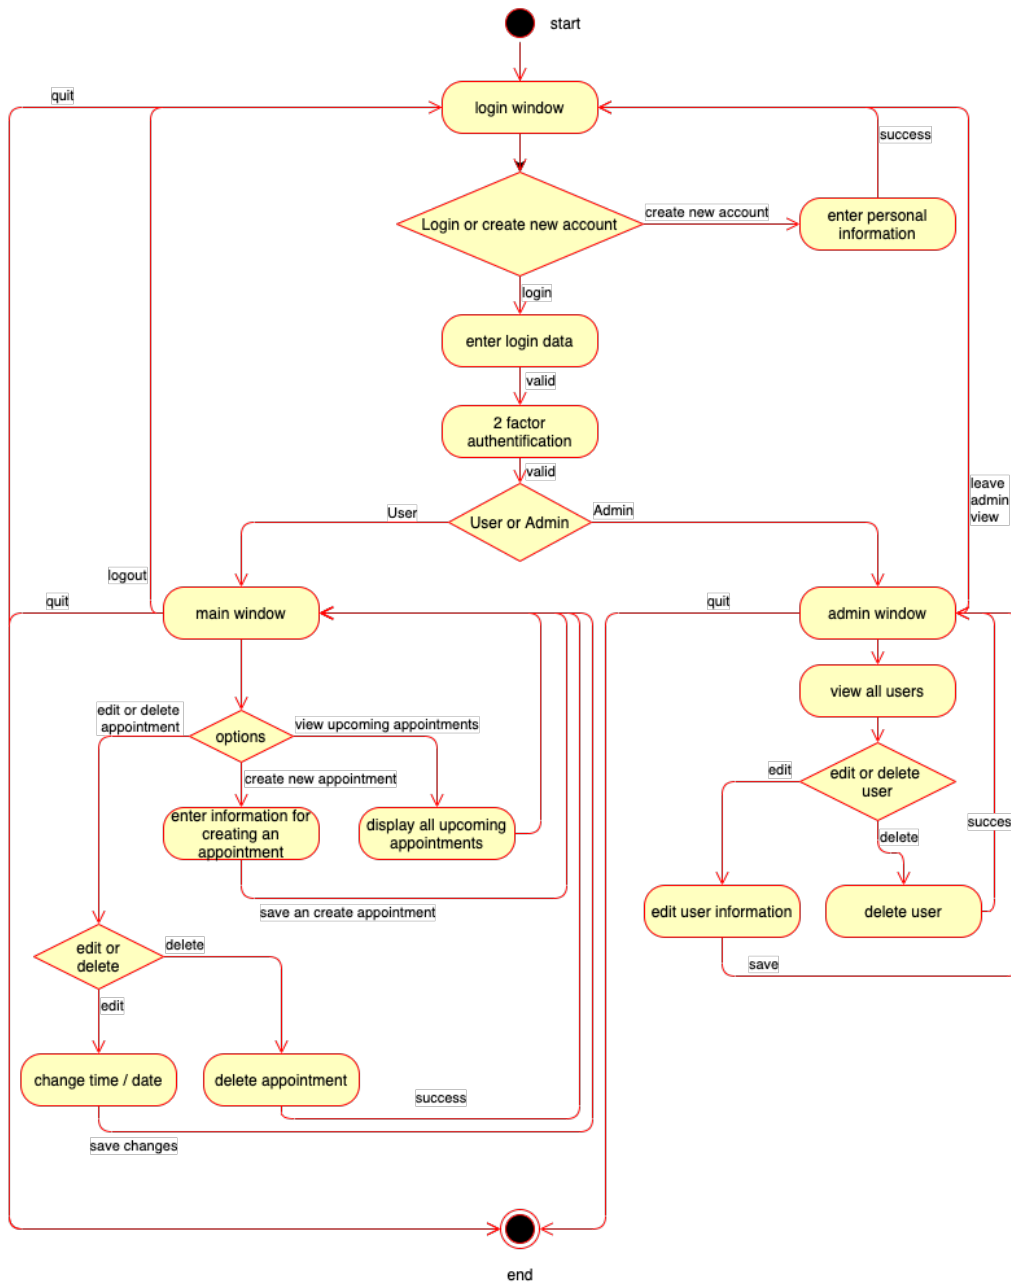 start
quit
login window
success
Login or create new account
create new account
enter personal
information
login
enter login data
valid
2 factor
authentification
valid
leave
admin
view
User
User or Admin
Admin
logout
quit
main window
quit
admin window
view all users
edit or delete
appointment
options
view upcoming appointments
create new appointment
edit
edit or delete
user
enter information for
creating an
appointment
display all upcoming
appointments
delete
succes
save an create appointment
edit user information
delete user
edit or
delete
delete
save
edit
change time / date
delete appointment
success
save changes
end